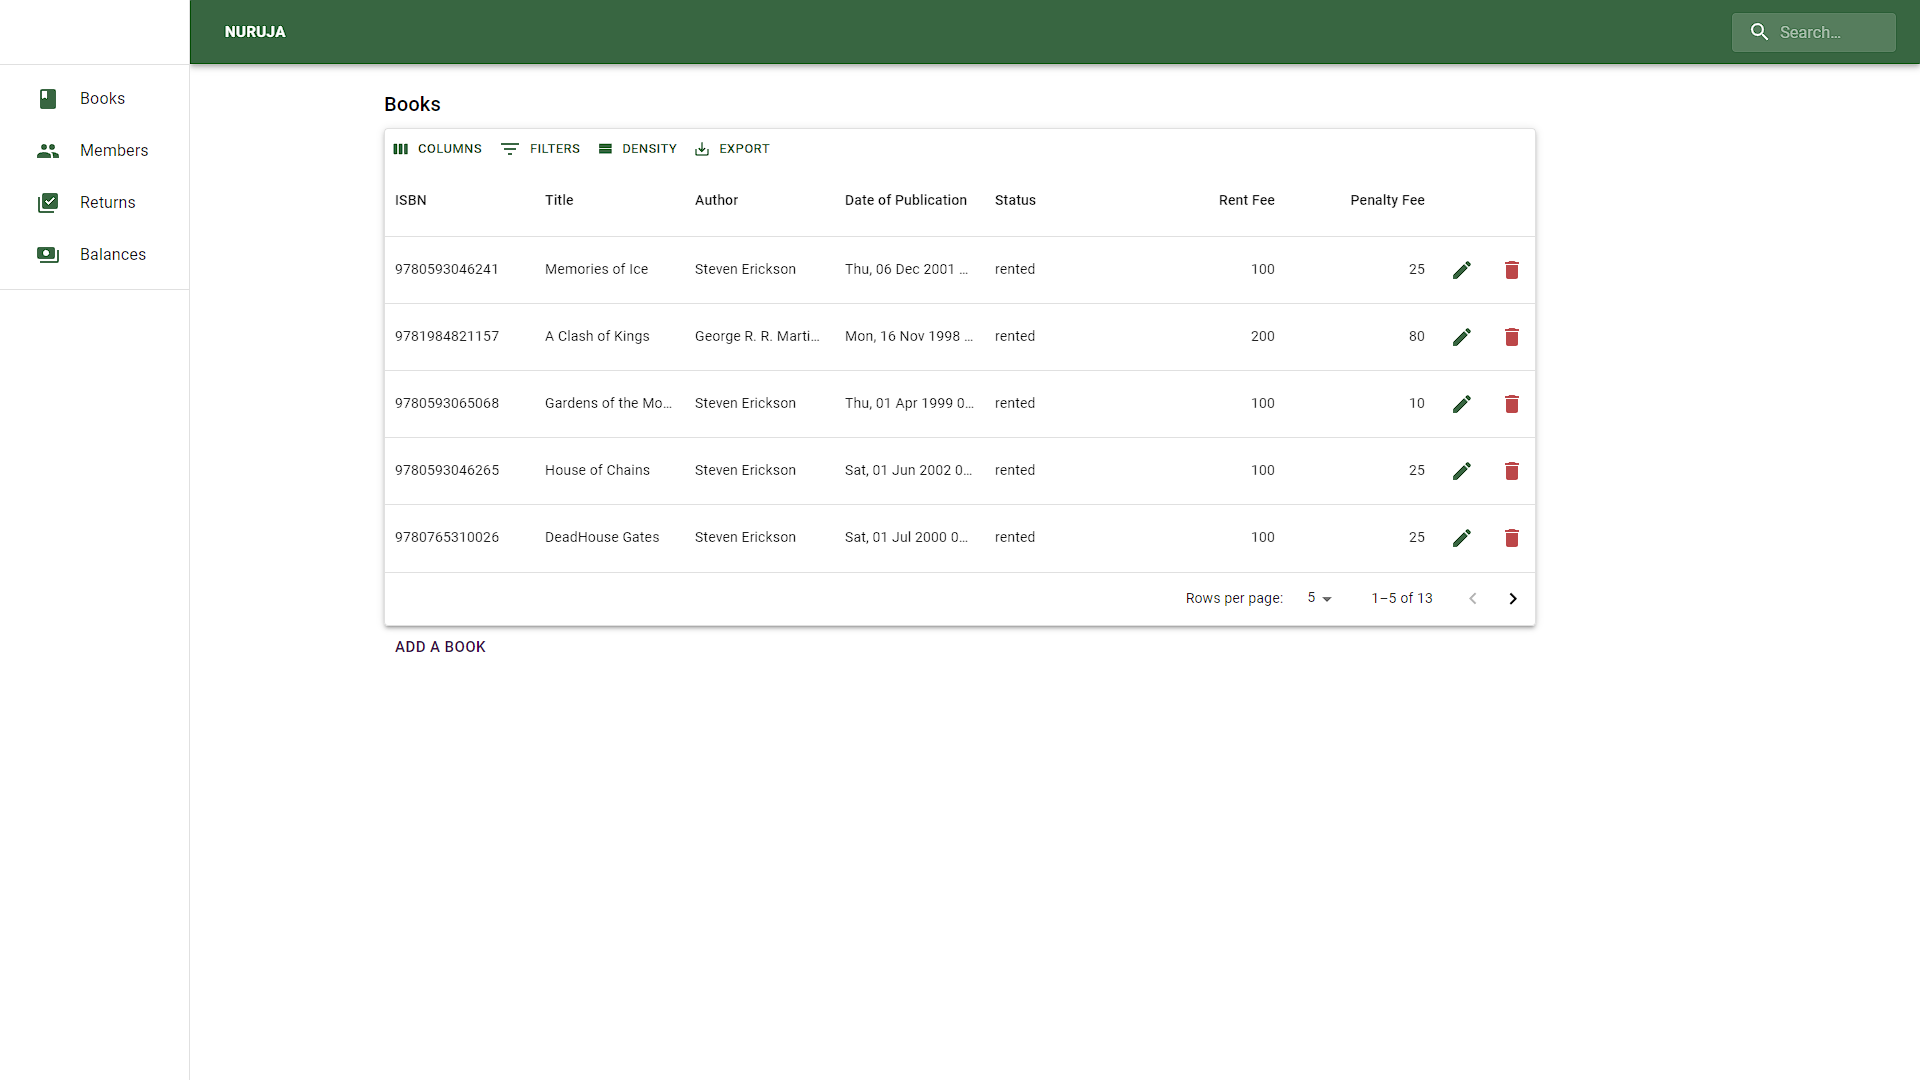 NURUJA
Search...
Books
Members
Returns
Balances
Books
COLUMNS FILTERS DENSITY EXPORT
ISBN Title Author Date of Publication Status Rent Fee Penalty Fee
9780593046241 Memories of Ice Steven Erickson Thu, 06 Dec 2001 ... rented 100 25
9781984821157 A Clash of Kings George R. R. Marti... Mon, 16 Nov 1998 ... rented 200 80
9780593065068 Gardens of the Mo... Steven Erickson Thu, 01 Apr 1999 0... rented 100 10
9780593046265 House of Chains Steven Erickson Sat, 01 Jun 2002 0... rented 100 25
9780765310026 DeadHouse Gates Steven Erickson Sat, 01 Jul 2000 0... rented 100 25
Rows per page: 5 1–5 of 13
ADD A BOOK